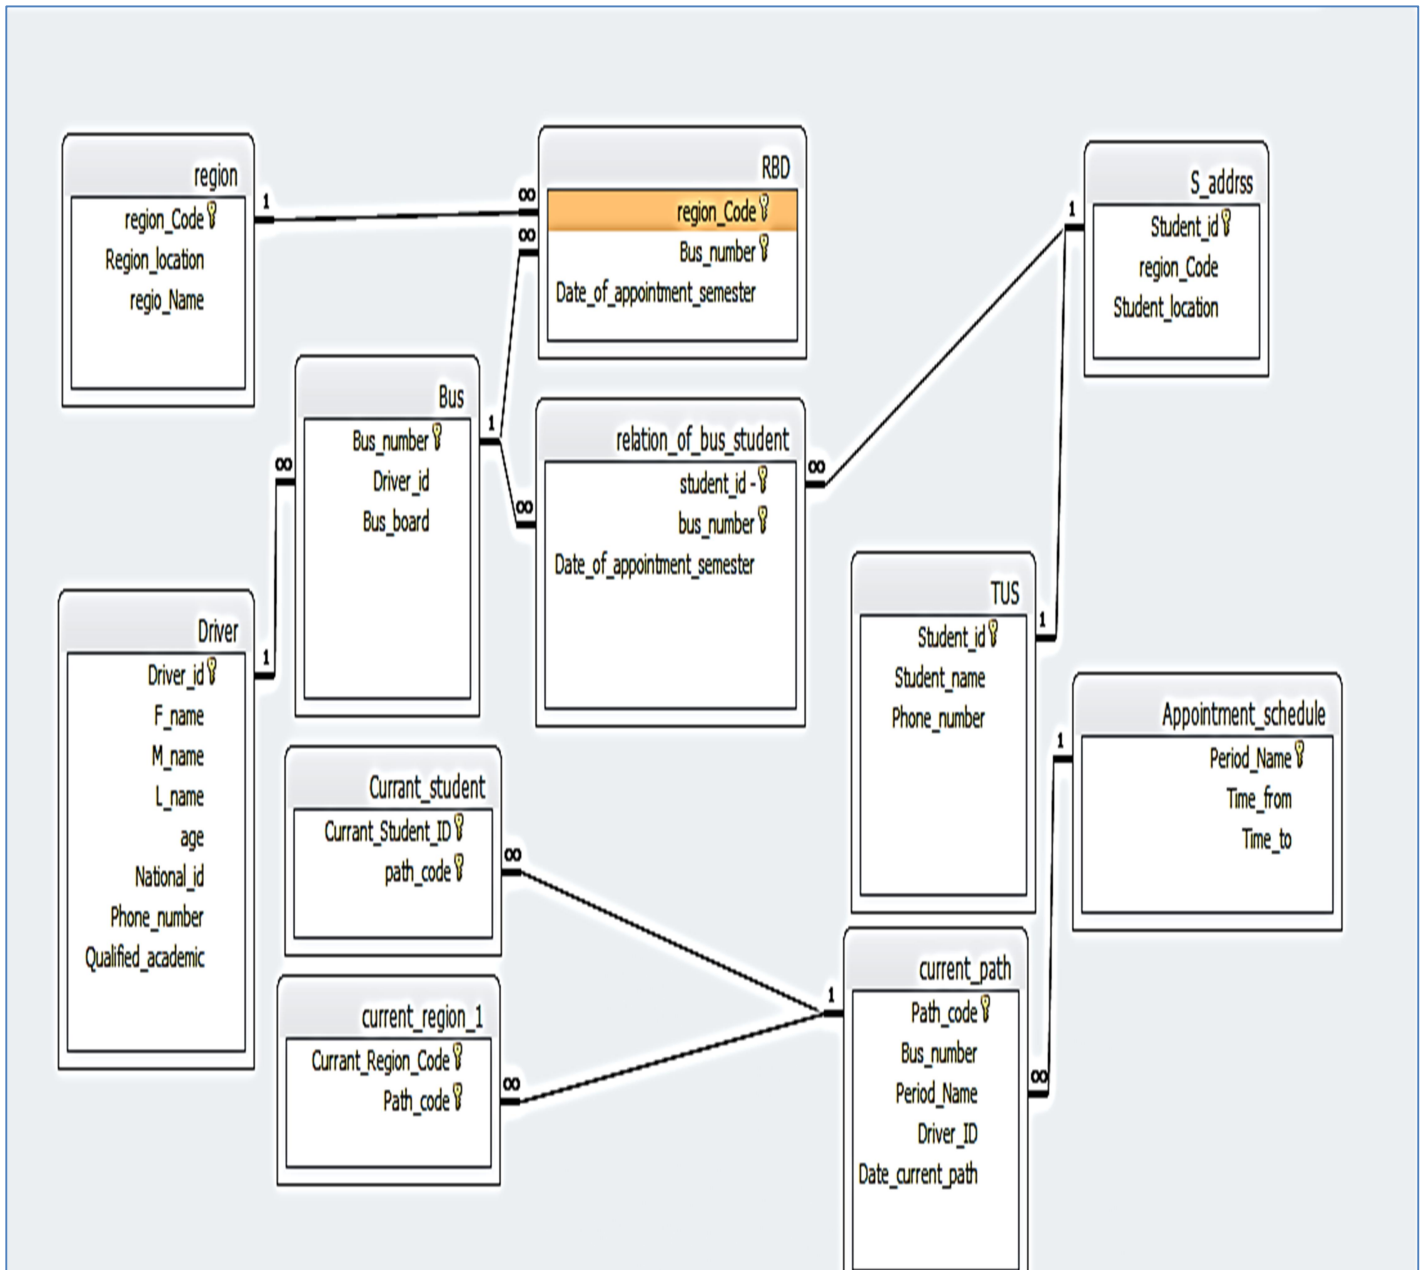 region
region_Code
Region_location
regio_Name
1
∞
RBD
region_Code
Bus_number
Date_of_appointment_semester
∞
S_addrss
Student_id
region_Code
Student_location
1
Bus
Bus_number
Driver_id
Bus_board
1
∞
relation_of_bus_student
student_id -
bus_number
Date_of_appointment_semester
∞
∞
Driver
Driver_id
F_name
M_name
L_name
age
National_id
Phone_number
Qualified_academic
1
TUS
Student_id
Student_name
Phone_number
1
Appointment_schedule
Period_Name
Time_from
Time_to
1
Currant_student
Currant_Student_ID
path_code
∞
current_region_1
Currant_Region_Code
Path_code
∞
current_path
Path_code
Bus_number
Period_Name
Driver_ID
Date_current_path
1
∞